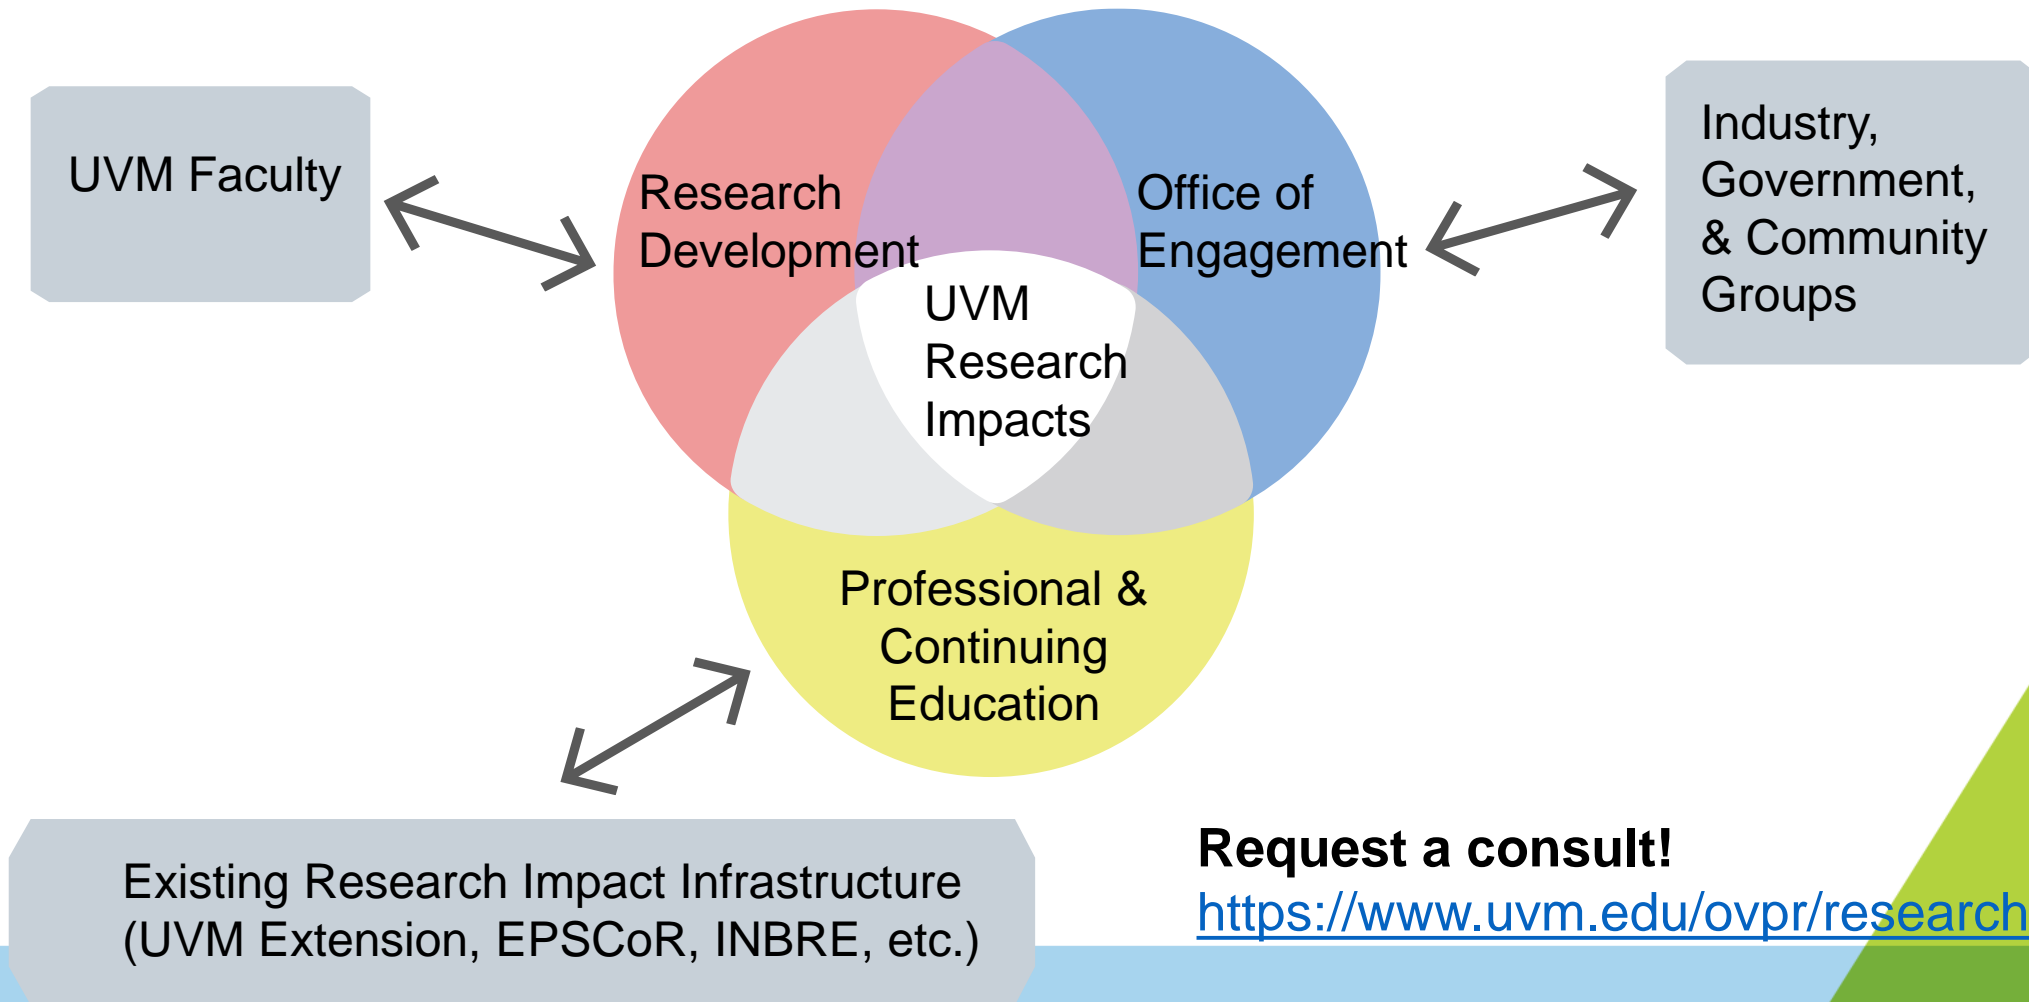 UVM Faculty
Research
Development
Office of
Engagement
Industry,
Government,
& Community
Groups
UVM
Research
Impacts
Professional &
Continuing
Education
Existing Research Impact Infrastructure
(UVM Extension, EPSCoR, INBRE, etc.)
Request a consult!
https://www.uvm.edu/ovpr/research